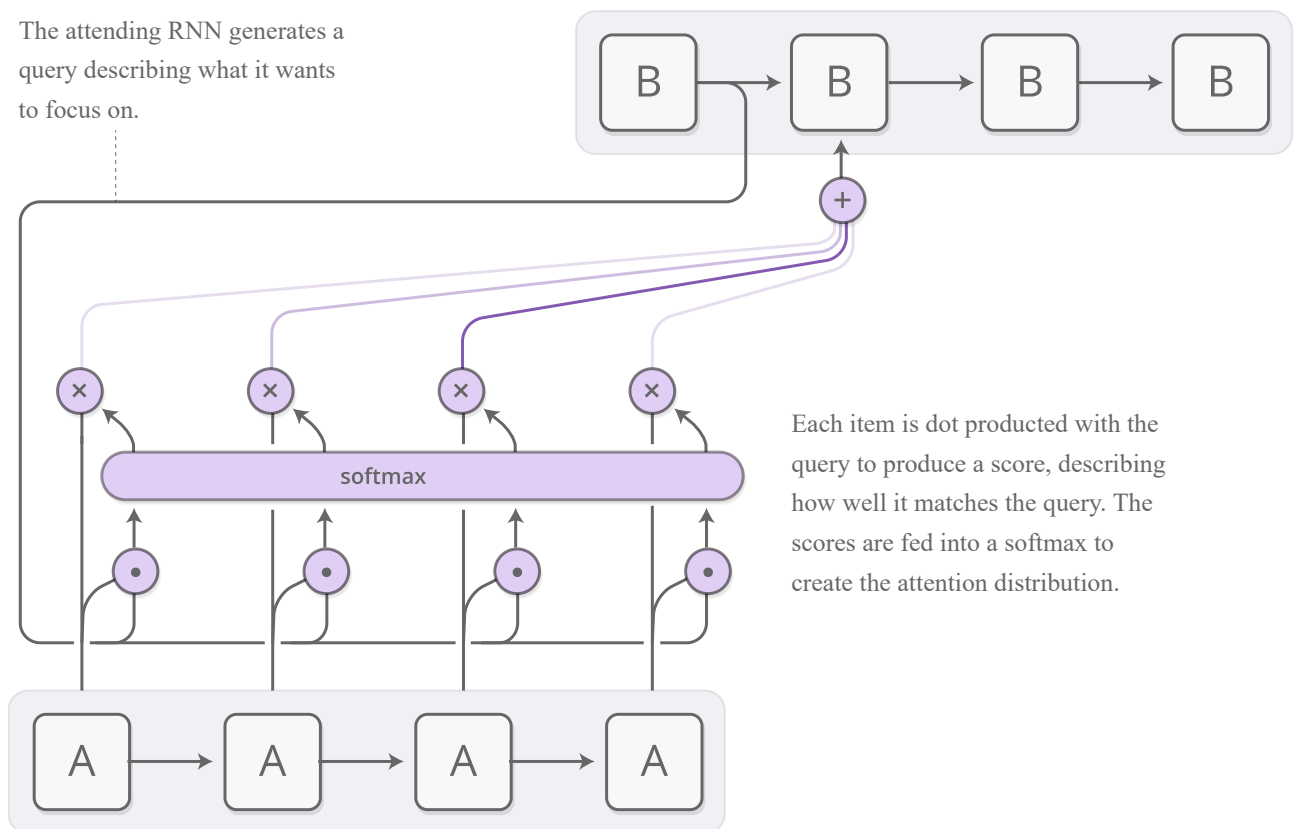 The attending RNN generates a
query describing what it wants
to focus on.
B B B B
+
× × × ×
Each item is dot producted with the
query to produce a score, describing
how well it matches the query. The
scores are fed into a softmax to
create the attention distribution.
softmax
• • • •
A A A A